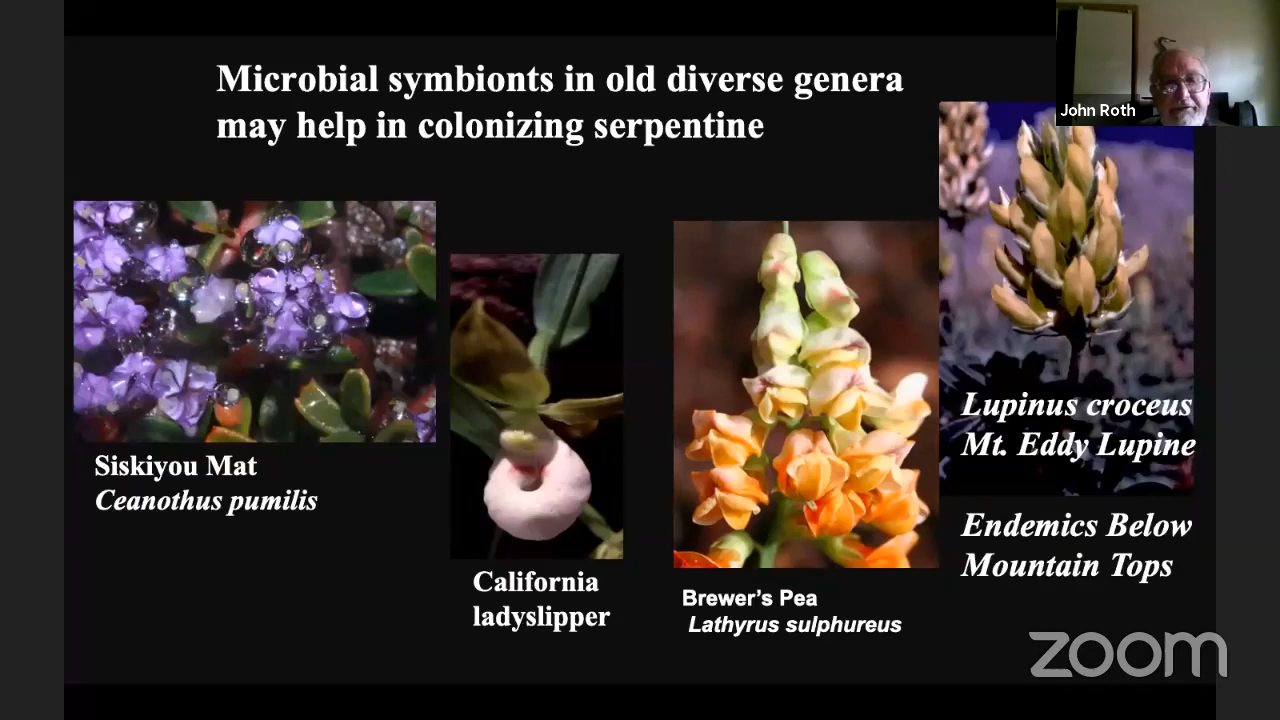 Microbial symbionts in old diverse genera
may help in colonizing serpentine
John Roth
Siskiyou Mat
Ceanothus pumilis
California
ladyslipper
Brewer's Pea
Lathyrus sulphureus
Lupinus croceus
Mt. Eddy Lupine
Endemics Below
Mountain Tops
zoom